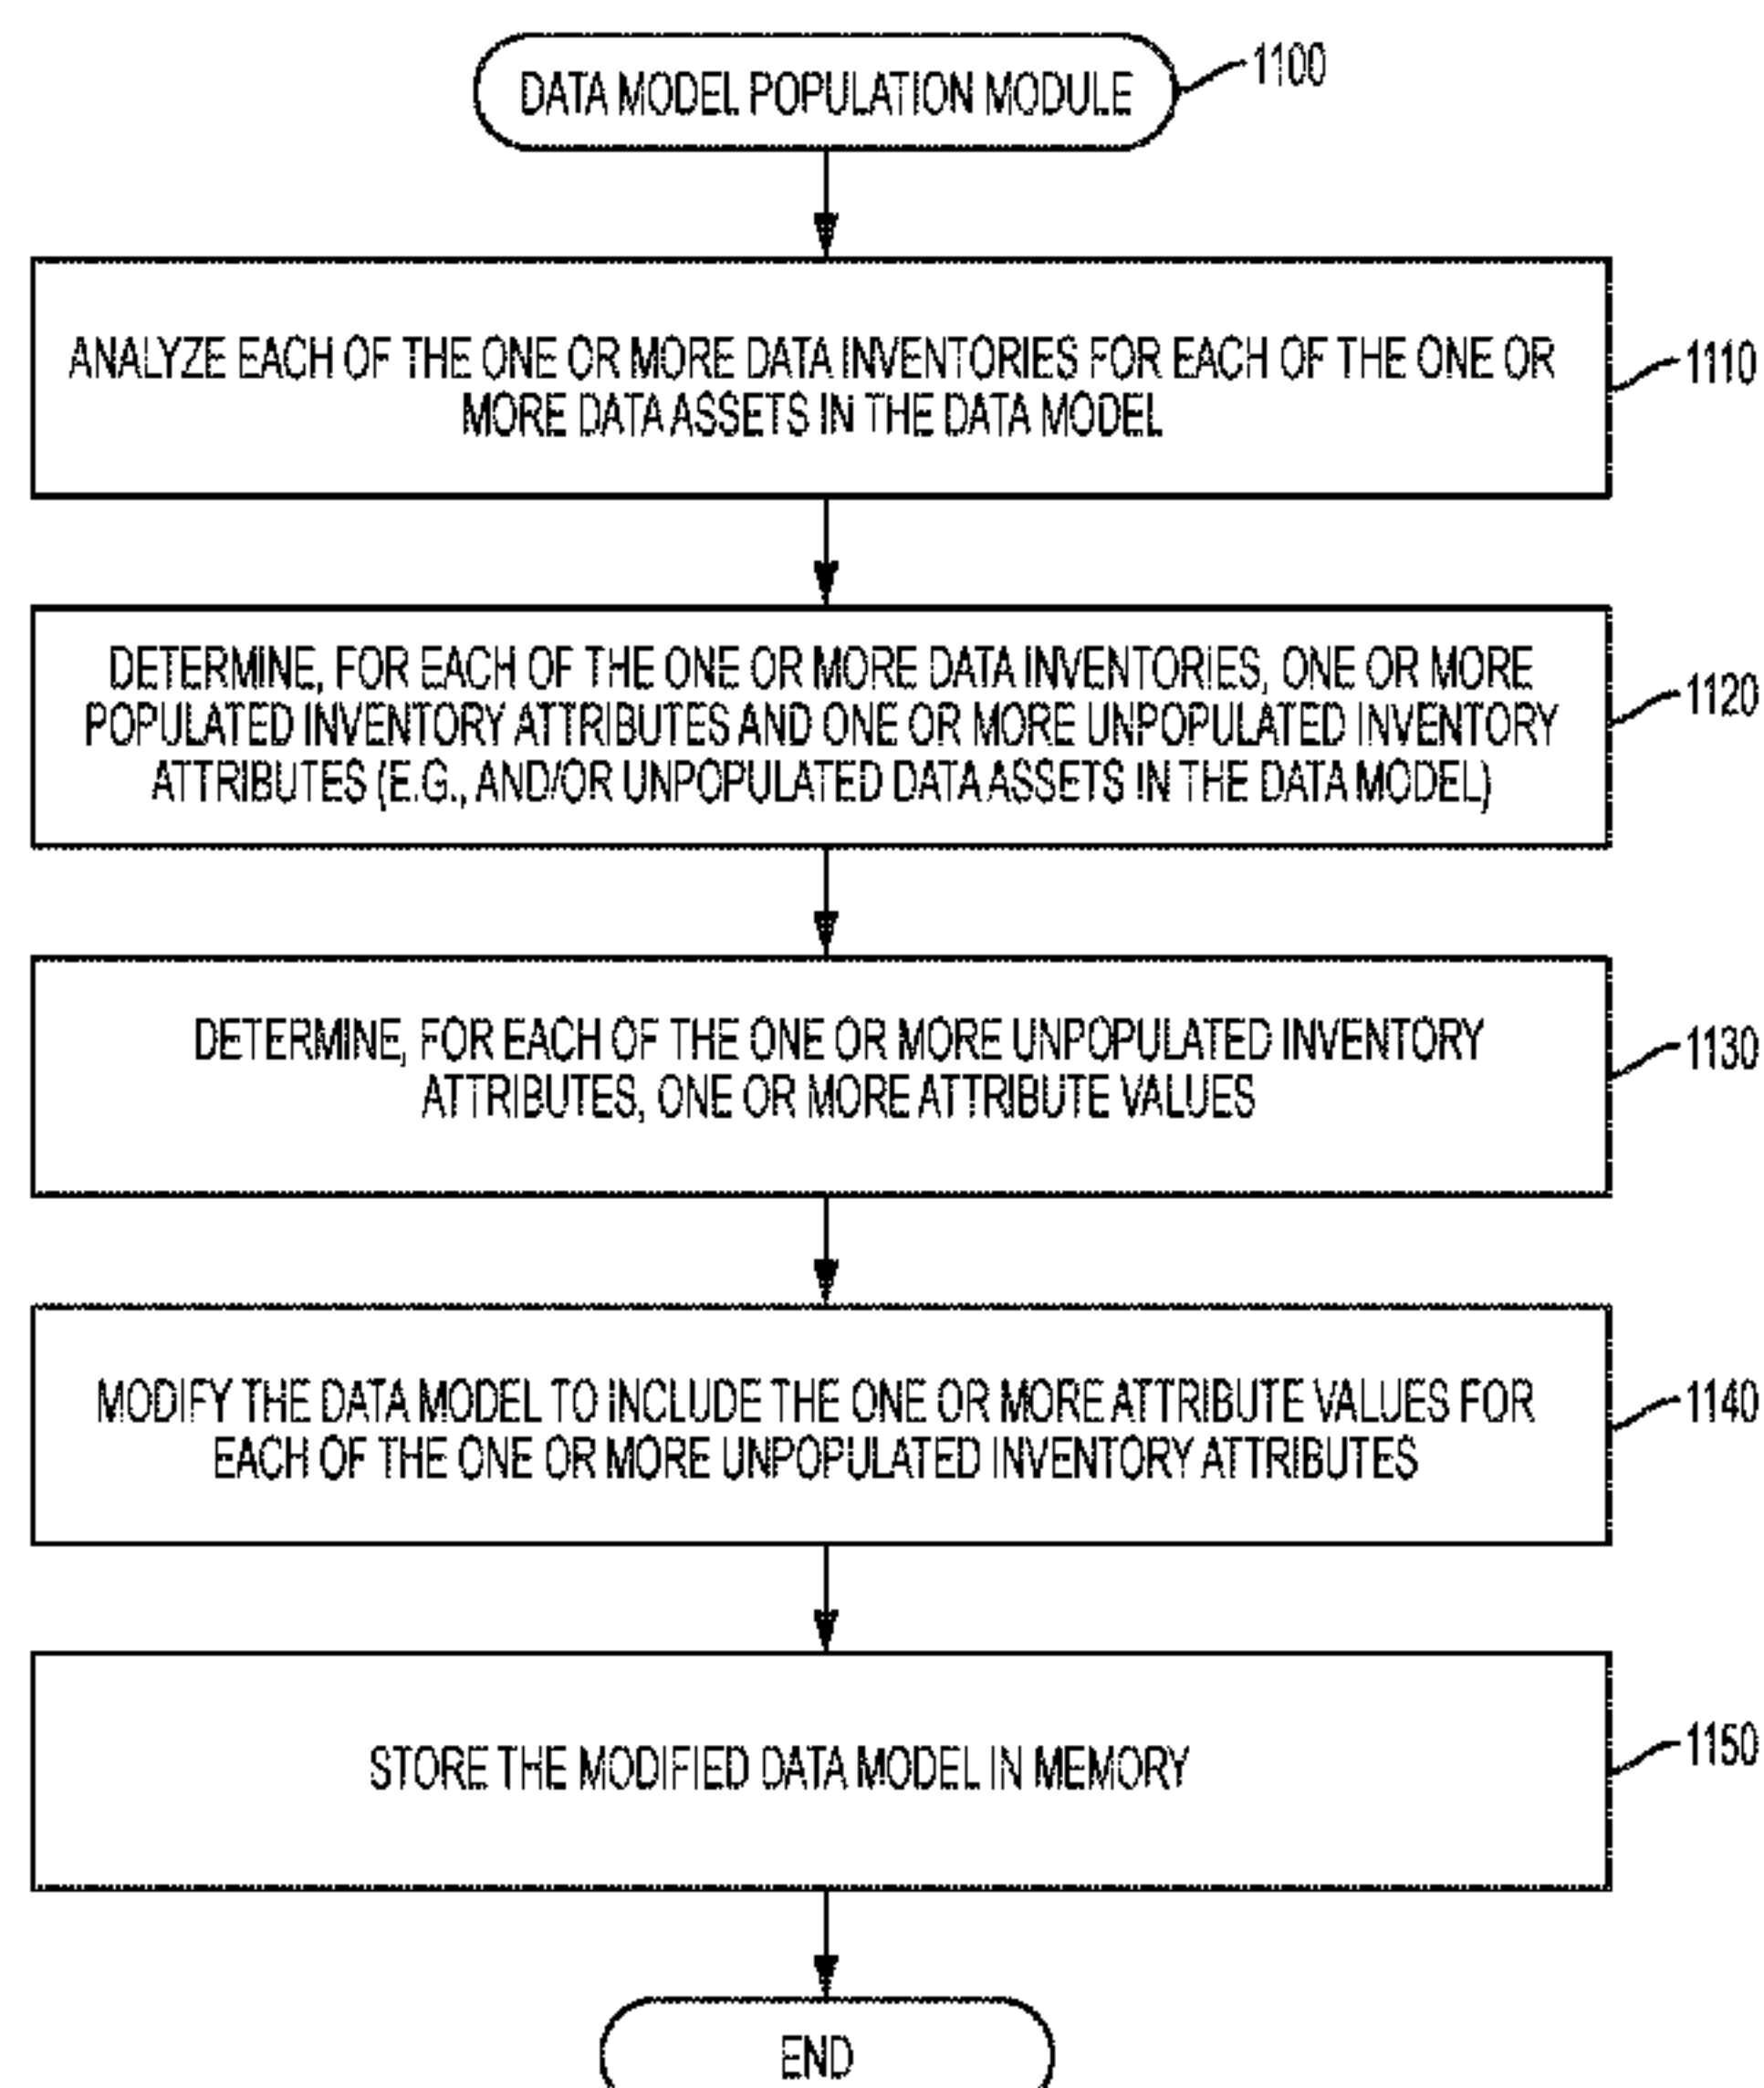 DATA MODEL POPULATION MODULE
1100
ANALYZE EACH OF THE ONE OR MORE DATA INVENTORIES FOR EACH OF THE ONE OR
MORE DATA ASSETS IN THE DATA MODEL
1110
DETERMINE, FOR EACH OF THE ONE OR MORE DATA INVENTORIES, ONE OR MORE
POPULATED INVENTORY ATTRIBUTES AND ONE OR MORE UNPOPULATED INVENTORY
ATTRIBUTES (E.G., AND/OR UNPOPULATED DATA ASSETS IN THE DATA MODEL)
1120
DETERMINE, FOR EACH OF THE ONE OR MORE UNPOPULATED INVENTORY
ATTRIBUTES, ONE OR MORE ATTRIBUTE VALUES
1130
MODIFY THE DATA MODEL TO INCLUDE THE ONE OR MORE ATTRIBUTE VALUES FOR
EACH OF THE ONE OR MORE UNPOPULATED INVENTORY ATTRIBUTES
1140
STORE THE MODIFIED DATA MODEL IN MEMORY
1150
END